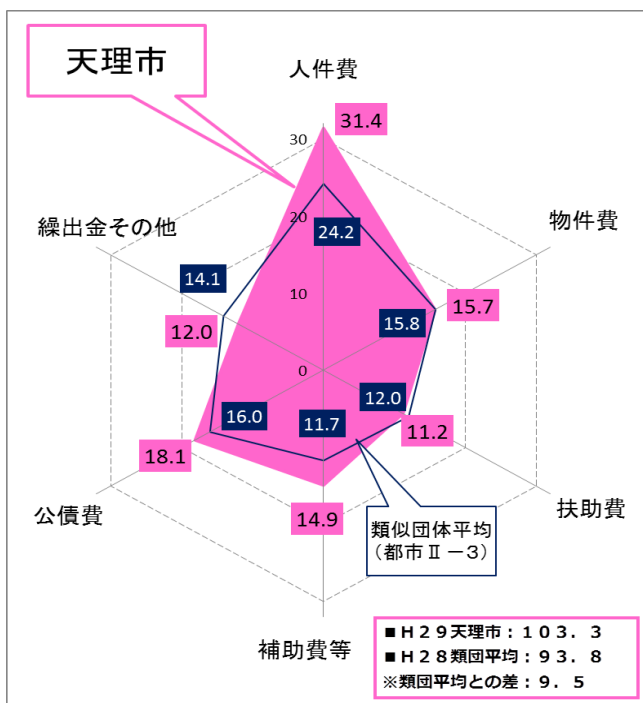 天理市
人件費
31.4
30
物件費
繰出金その他
20
24.2
14.1
10
15.7
12.0
15.8
0
12.0
16.0
11.7
11.2
18.1
扶助費
公債費
14.9
類似団体平均
(都市Ⅱ－3)
補助費等
■H29天理市：103．3
■H28類団平均：93．8
※類団平均との差：9．5